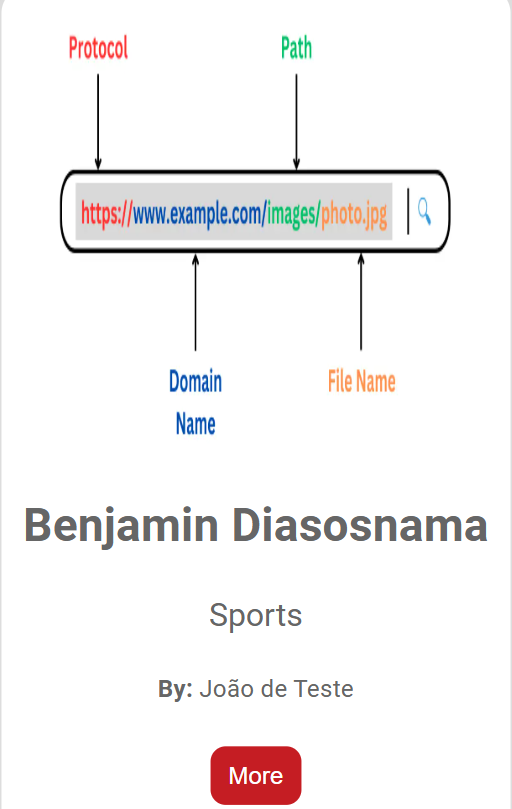 Protocol
Path
https://www.example.com/images/photo.jpg
Domain
Name
File Name
Benjamin Diasosnama
Sports
By: João de Teste
More